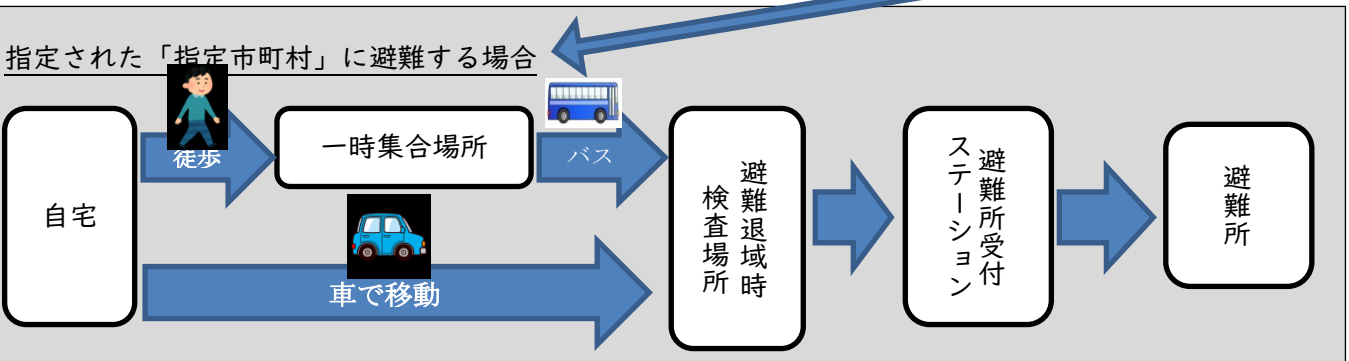 指定された「指定市町村」に避難する場合
自宅
徒歩
一時集合場所
バス
車で移動
避難退域時
検査場所
避難所受付
ステーション
避難所